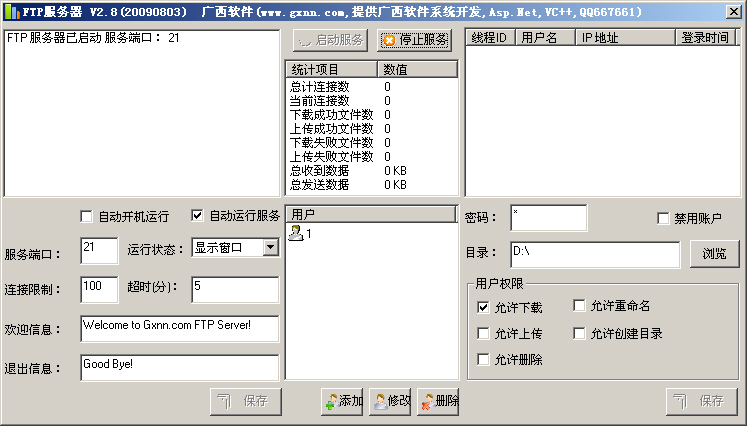 FTP服务器 V2.8(20090803) 广西软件(www.gxnn.com,提供广西软件系统开发,Asp.Net,VC++,QQ667661)
FTP服务器已启动 服务端口： 21
启动服务 停止服务
统计项目 数值
总计连接数 0
当前连接数 0
下载成功文件数 0
上传成功文件数 0
下载失败文件数 0
上传失败文件数 0
总收到数据 0 KB
总发送数据 0 KB
线程ID 用户名 IP地址 登录时间
自动开机运行 自动运行服务
服务端口： 21 运行状态： 显示窗口
连接限制： 100 超时(分)： 5
欢迎信息： Welcome to Gxnn.com FTP Server!
退出信息： Good Bye!
保存
用户
1
添加 修改 删除
密码： * 禁用账户
目录： D:\ 浏览
用户权限
允许下载 允许重命名
允许上传 允许创建目录
允许删除
保存